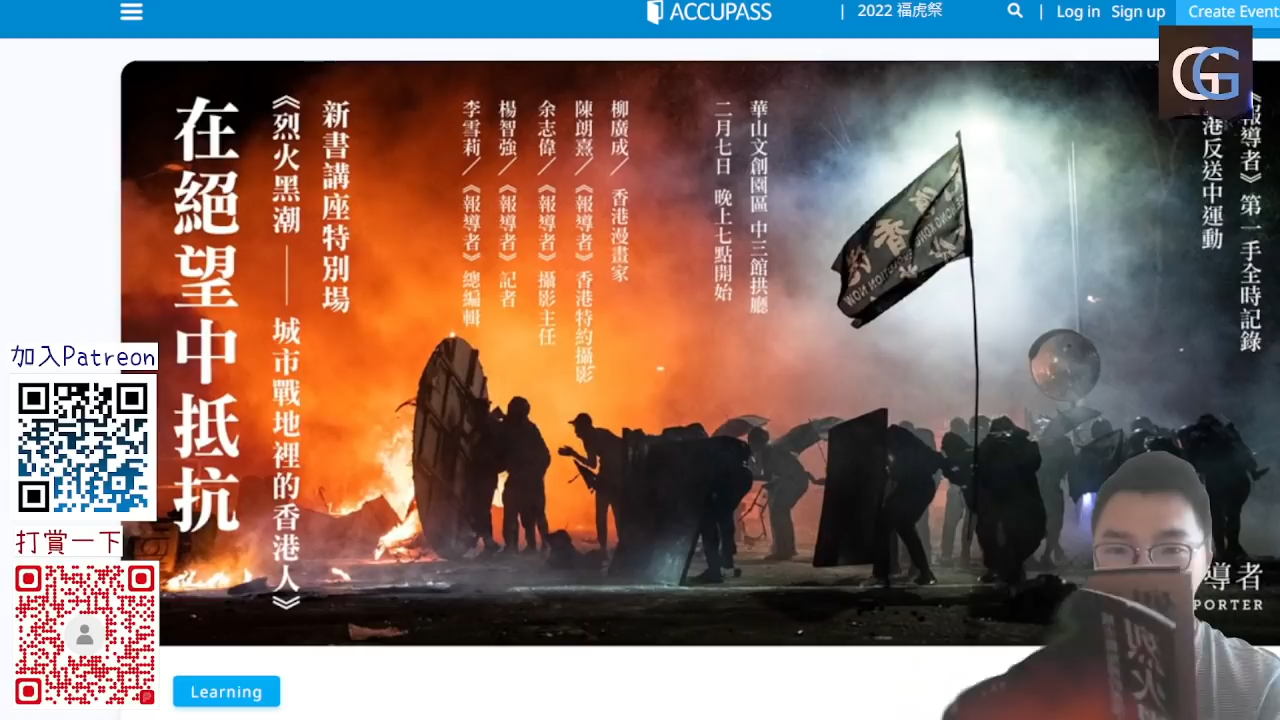 ACCUPASS
|
2022 福虎祭
|
Log in
Sign up
Create Event
GG
《報導者》第一手全時記錄
港反送中運動
華山文創園區 中三館拱廳
二月七日 晚上七點開始
柳廣成／香港漫畫家
陳朗熹／《報導者》香港特約攝影
余志偉／《報導者》攝影主任
楊智強／《報導者》記者
李雪莉／《報導者》總編輯
新書講座特別場
《烈火黑潮——城市戰地裡的香港人》
在絕望中抵抗
導者
PORTER
加入Patreon
打賞一下
Learning
烈火